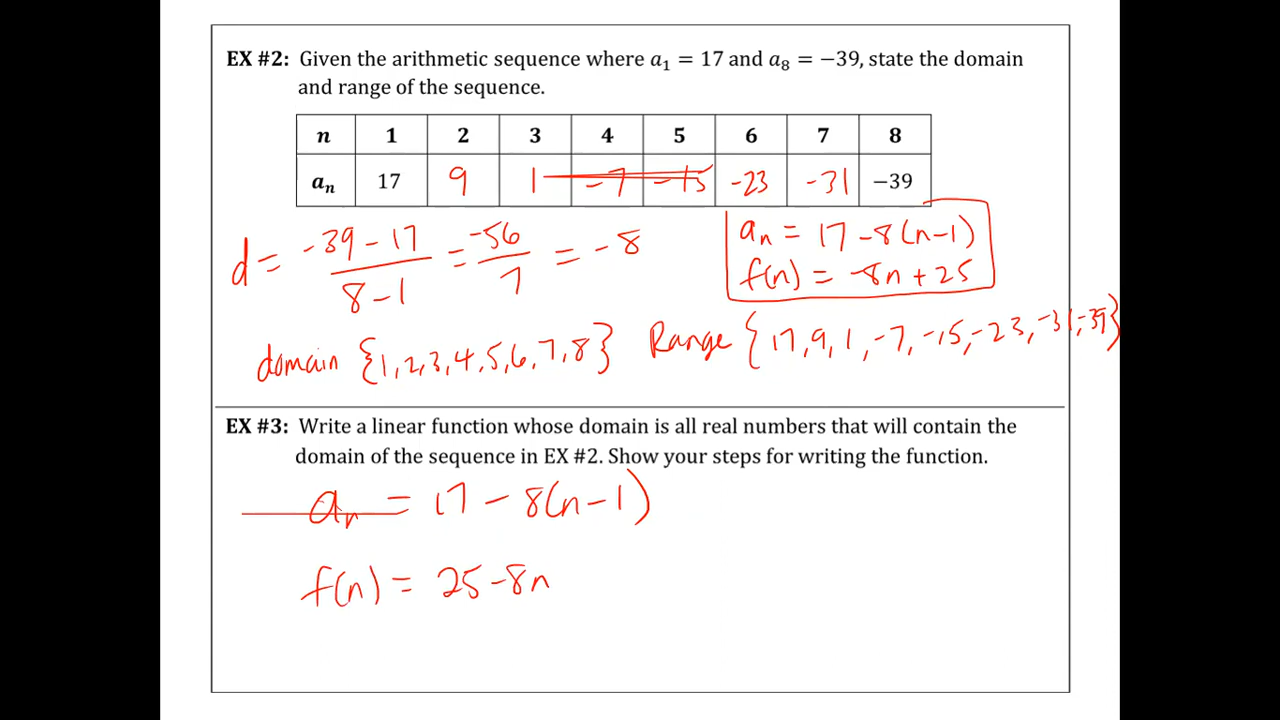 EX #2: Given the arithmetic sequence where a₁ = 17 and a₈ = −39, state the domain
and range of the sequence.
n 1 2 3 4 5 6 7 8
aₙ 17 9 1 -7 -15 -23 -31 −39
d = -39 - 17 / 8 - 1 = -56 / 7 = -8
aₙ = 17 - 8(n-1)
f(n) = -8n + 25
domain {1,2,3,4,5,6,7,8} Range {17,9,1,-7,-15,-23,-31,-39}
EX #3: Write a linear function whose domain is all real numbers that will contain the
domain of the sequence in EX #2. Show your steps for writing the function.
aₙ = 17 - 8(n-1)
f(n) = 25-8n